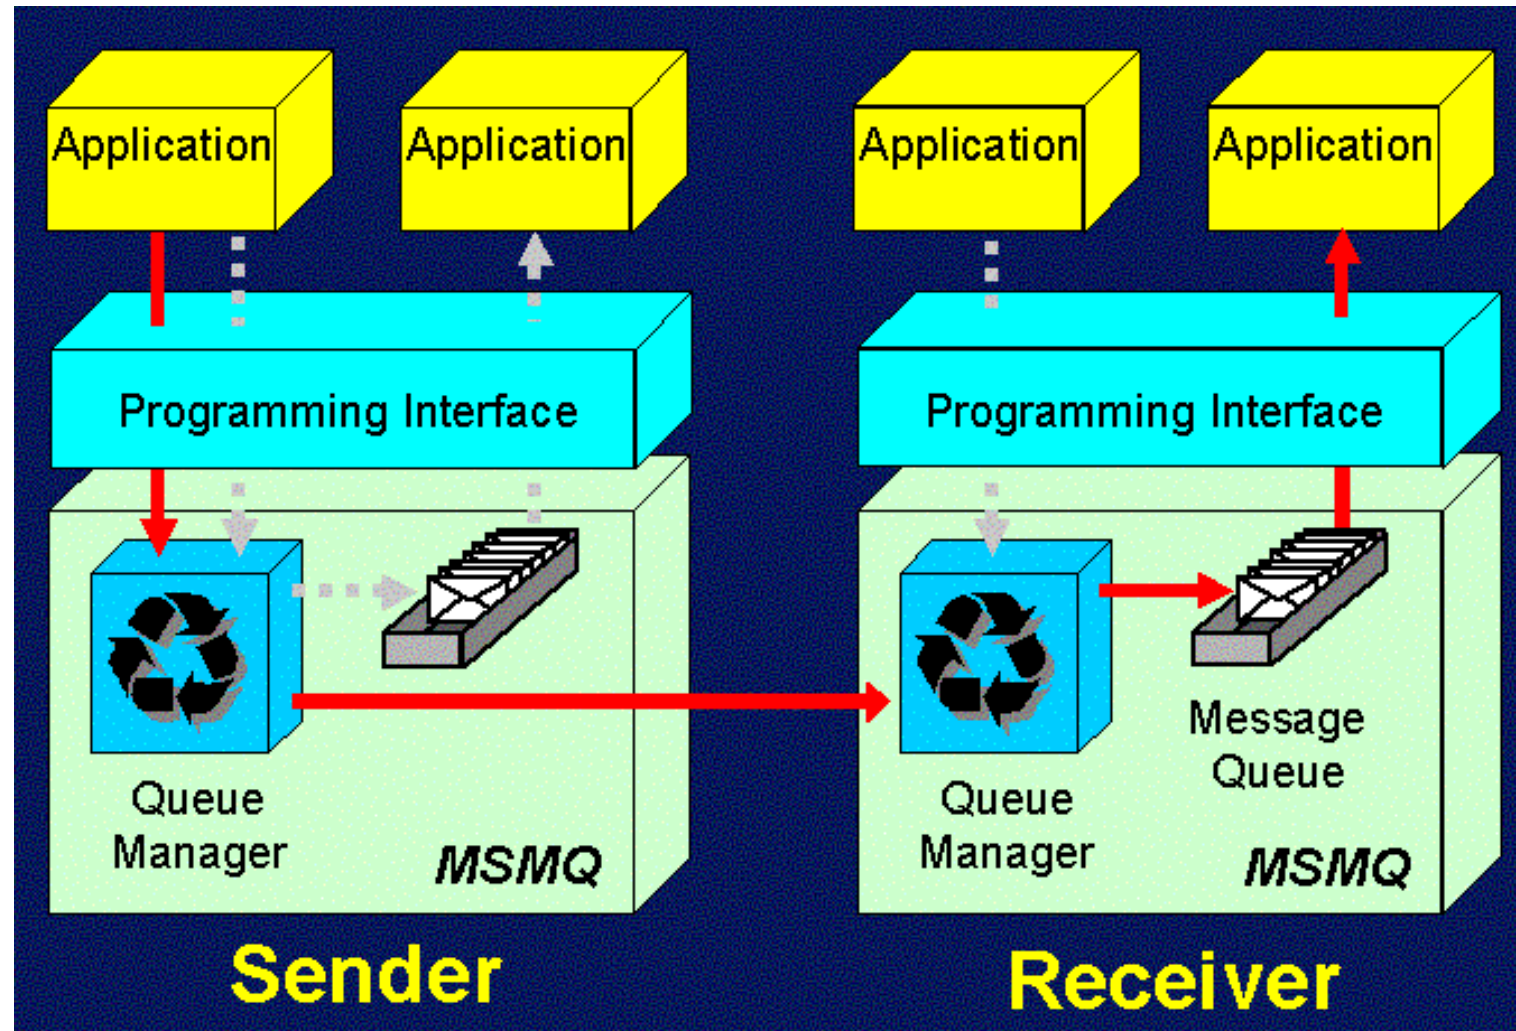 Application
Application
Application
Application
Programming Interface
Programming Interface
Queue
Manager
MSMQ
Queue
Manager
Message
Queue
MSMQ
Sender
Receiver